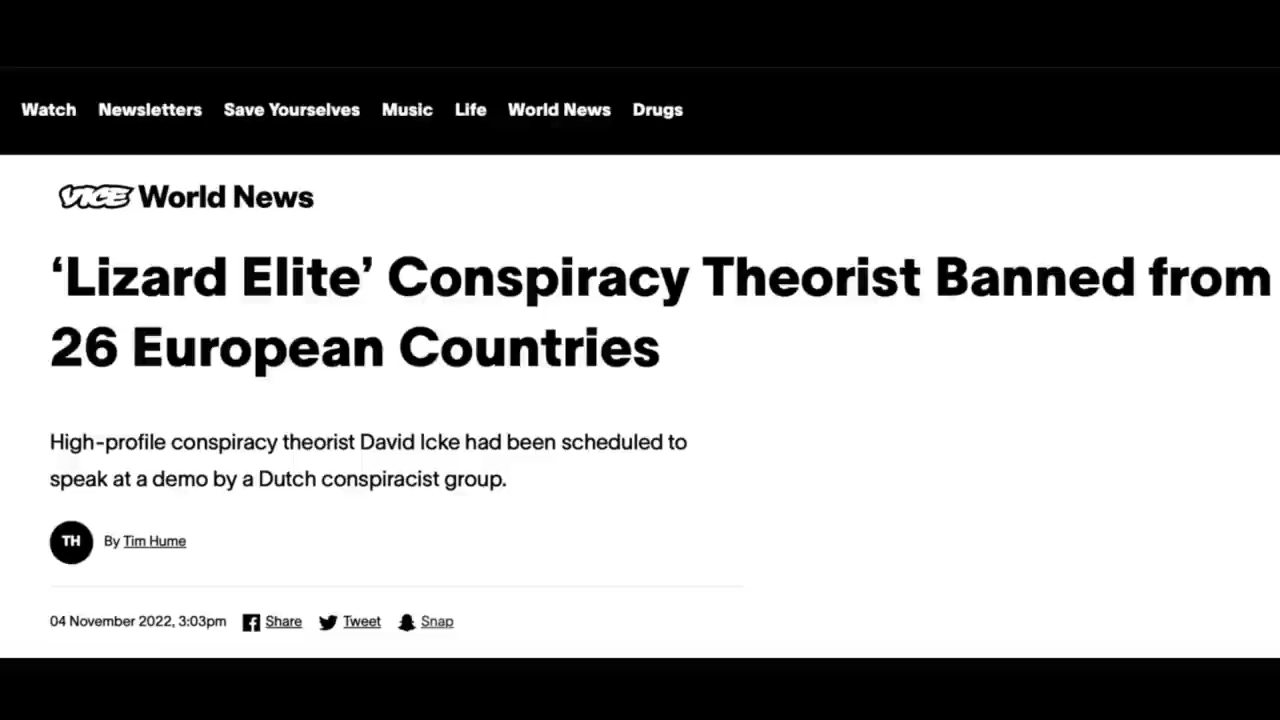 Watch Newsletters Save Yourselves Music Life World News Drugs
VICE World News
‘Lizard Elite’ Conspiracy Theorist Banned from
26 European Countries
High-profile conspiracy theorist David Icke had been scheduled to
speak at a demo by a Dutch conspiracist group.
TH By Tim Hume
04 November 2022, 3:03pm Share Tweet Snap